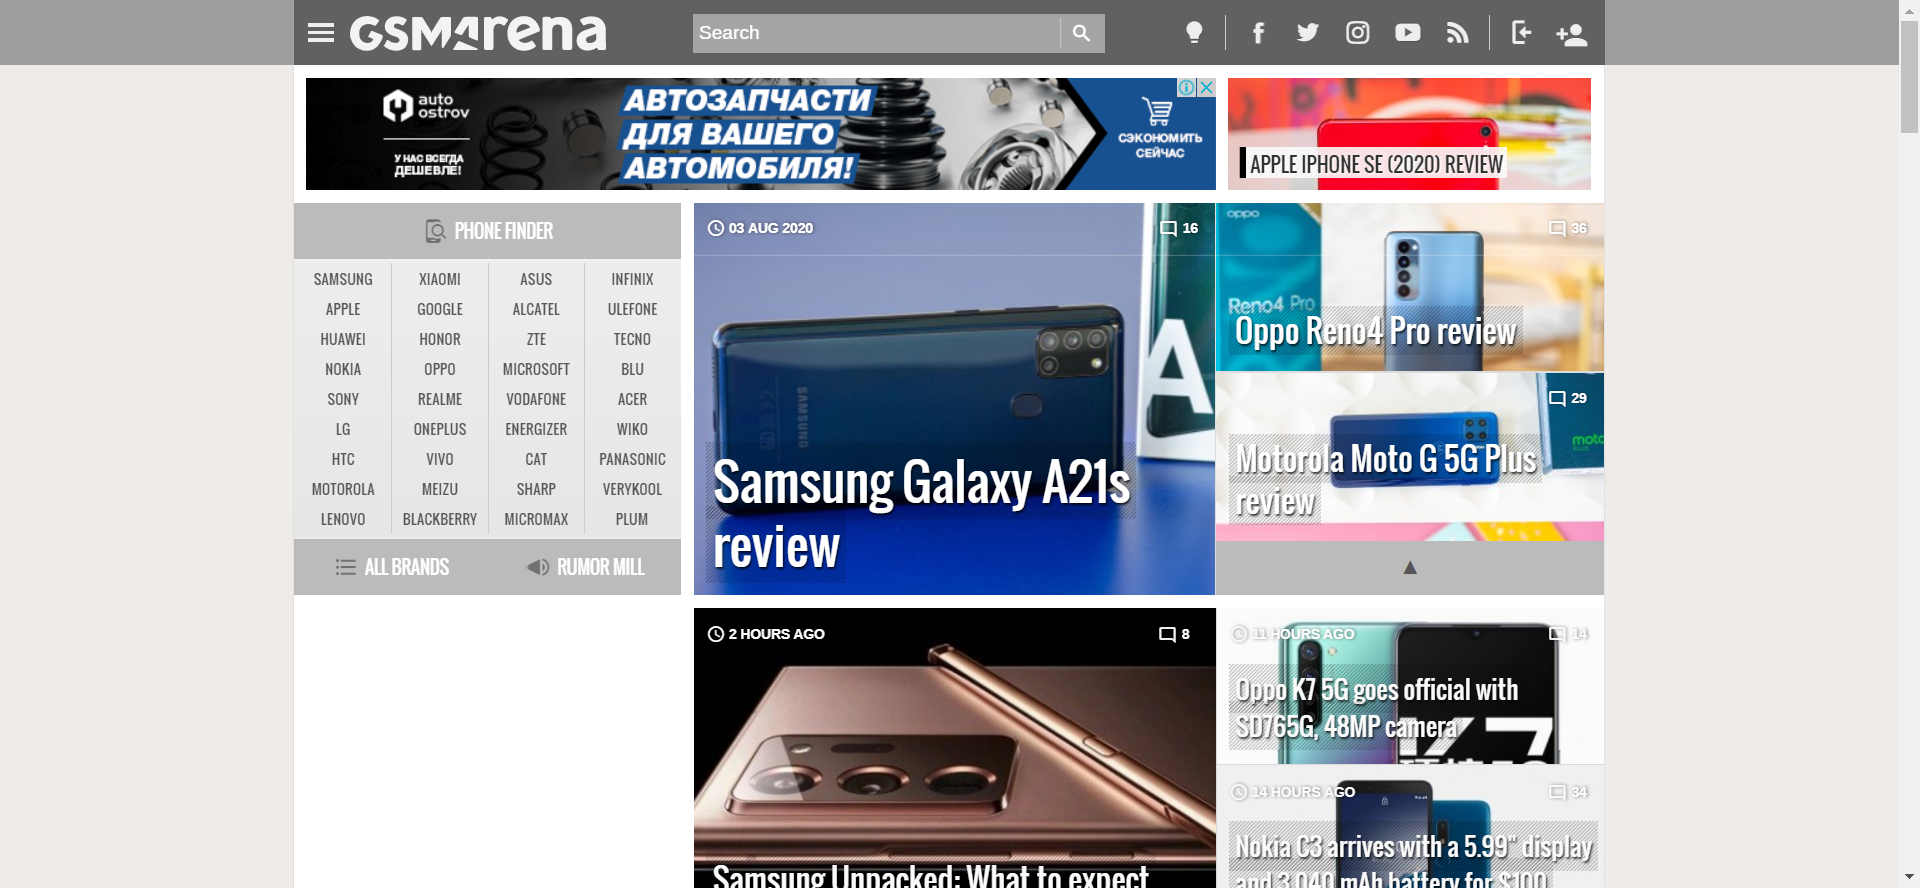 GSMArena
Search
auto
ostrov
У НАС ВСЕГДА
ДЕШЕВЛЕ!
АВТОЗАПЧАСТИ
ДЛЯ ВАШЕГО
АВТОМОБИЛЯ!
СЭКОНОМИТЬ
СЕЙЧАС
APPLE IPHONE SE (2020) REVIEW
PHONE FINDER
SAMSUNG XIAOMI ASUS INFINIX
APPLE GOOGLE ALCATEL ULEFONE
HUAWEI HONOR ZTE TECNO
NOKIA OPPO MICROSOFT BLU
SONY REALME VODAFONE ACER
LG ONEPLUS ENERGIZER WIKO
HTC VIVO CAT PANASONIC
MOTOROLA MEIZU SHARP VERYKOOL
LENOVO BLACKBERRY MICROMAX PLUM
ALL BRANDS RUMOR MILL
03 AUG 2020 16
SAMSUNG
A
Samsung Galaxy A21s
review
oppo
36
Reno4 Pro
Oppo Reno4 Pro review
29
moto
Motorola Moto G 5G Plus
review
2 HOURS AGO 8
Samsung Unpacked: What to expect
11 HOURS AGO 14
Oppo K7 5G goes official with
SD765G, 48MP camera
14 HOURS AGO 34
Nokia C3 arrives with a 5.99" display
and 3,040 mAh battery for $100